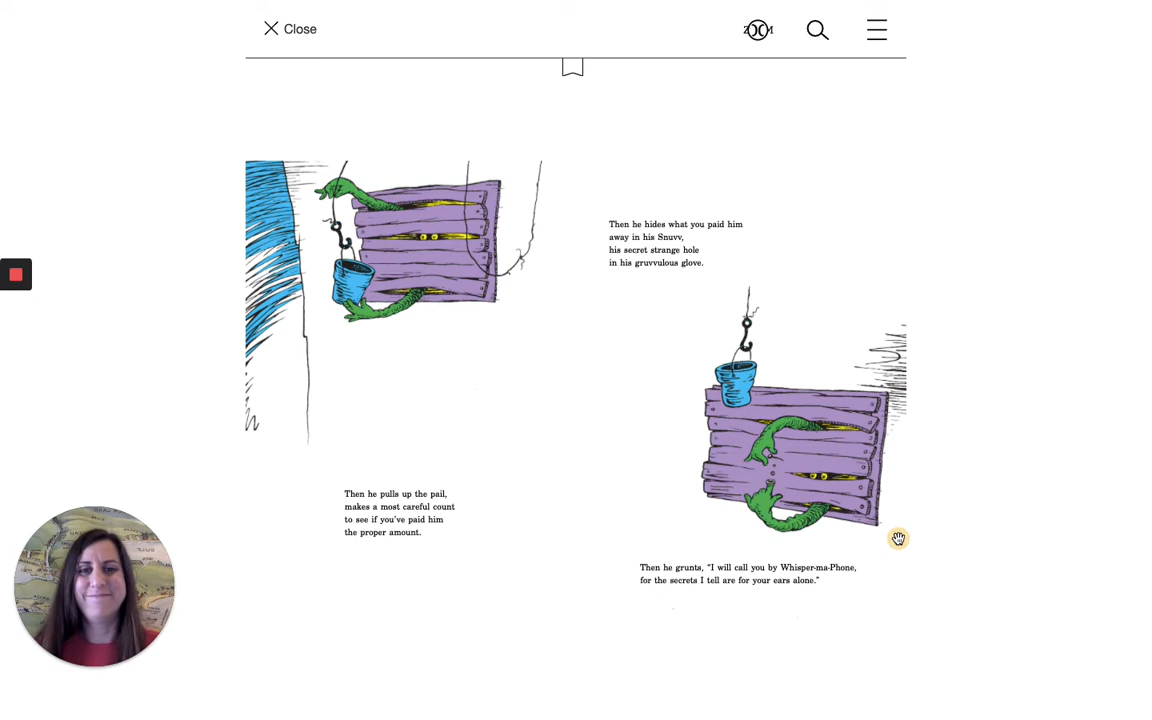 Close
Then he pulls up the pail,
makes a most careful count
to see if you've paid him
the proper amount.
Then he hides what you paid him
away in his Snuvv,
his secret strange hole
in his gruvvulous glove.
Then he grunts, “I will call you by Whisper-ma-Phone,
for the secrets I tell are for your ears alone.”